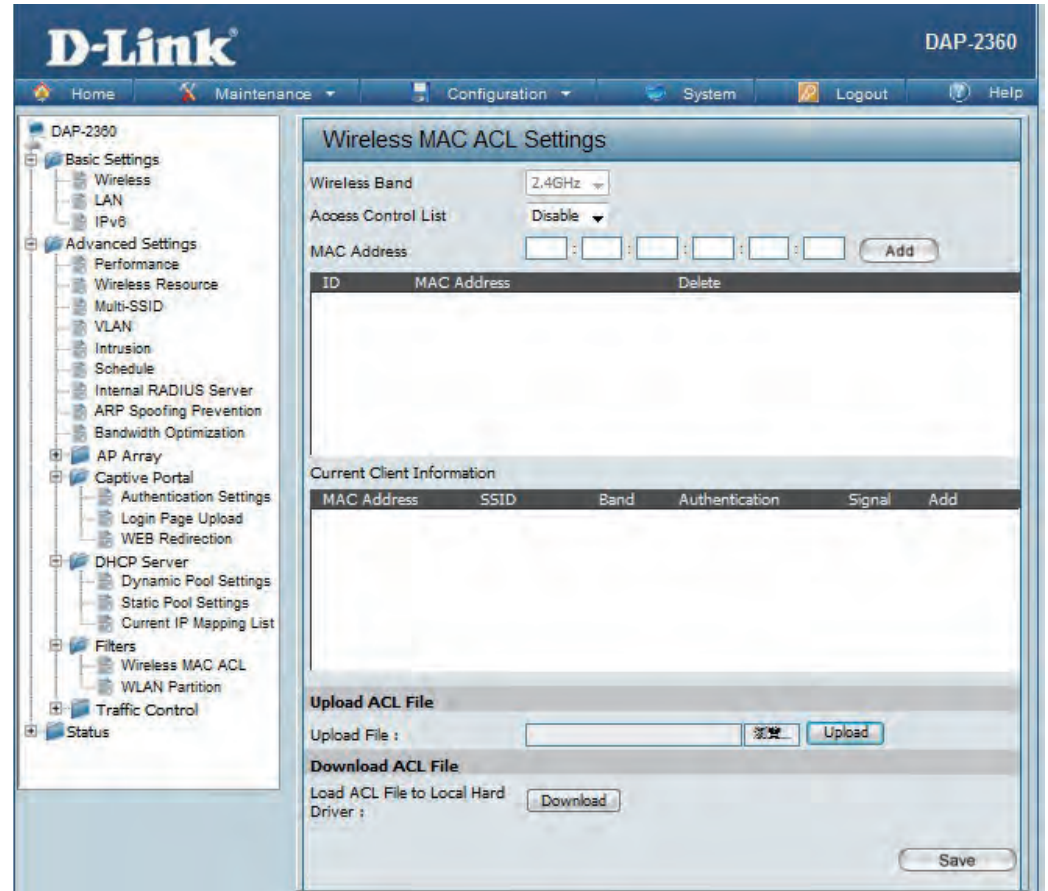 D-Link
DAP-2360
Home Maintenance Configuration System Logout Help
DAP-2360
Basic Settings
Wireless
LAN
IPv6
Advanced Settings
Performance
Wireless Resource
Multi-SSID
VLAN
Intrusion
Schedule
Internal RADIUS Server
ARP Spoofing Prevention
Bandwidth Optimization
AP Array
Captive Portal
Authentication Settings
Login Page Upload
WEB Redirection
DHCP Server
Dynamic Pool Settings
Static Pool Settings
Current IP Mapping List
Filters
Wireless MAC ACL
WLAN Partition
Traffic Control
Status
Wireless MAC ACL Settings
Wireless Band 2.4GHz
Access Control List Disable
MAC Address : : : : : Add
ID MAC Address Delete
Current Client Information
MAC Address SSID Band Authentication Signal Add
Upload ACL File
Upload File : Upload
Download ACL File
Load ACL File to Local Hard
Driver : Download
Save